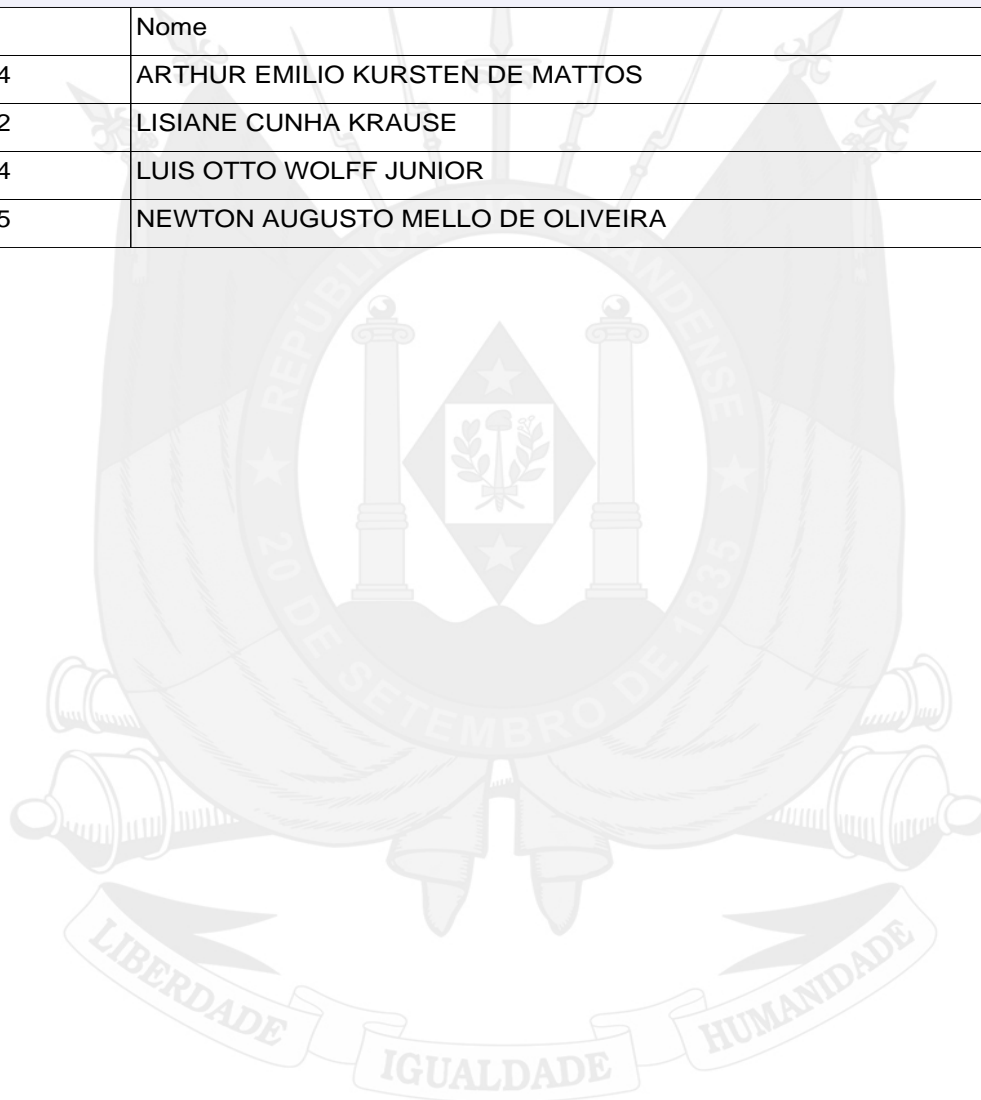 Nome
4 ARTHUR EMILIO KURSTEN DE MATTOS
2 LISIANE CUNHA KRAUSE
4 LUIS OTTO WOLFF JUNIOR
5 NEWTON AUGUSTO MELLO DE OLIVEIRA
REPÚBLICA RIOGRANDENSE
20 DE SETEMBRO DE 1835
LIBERDADE IGUALDADE HUMANIDADE